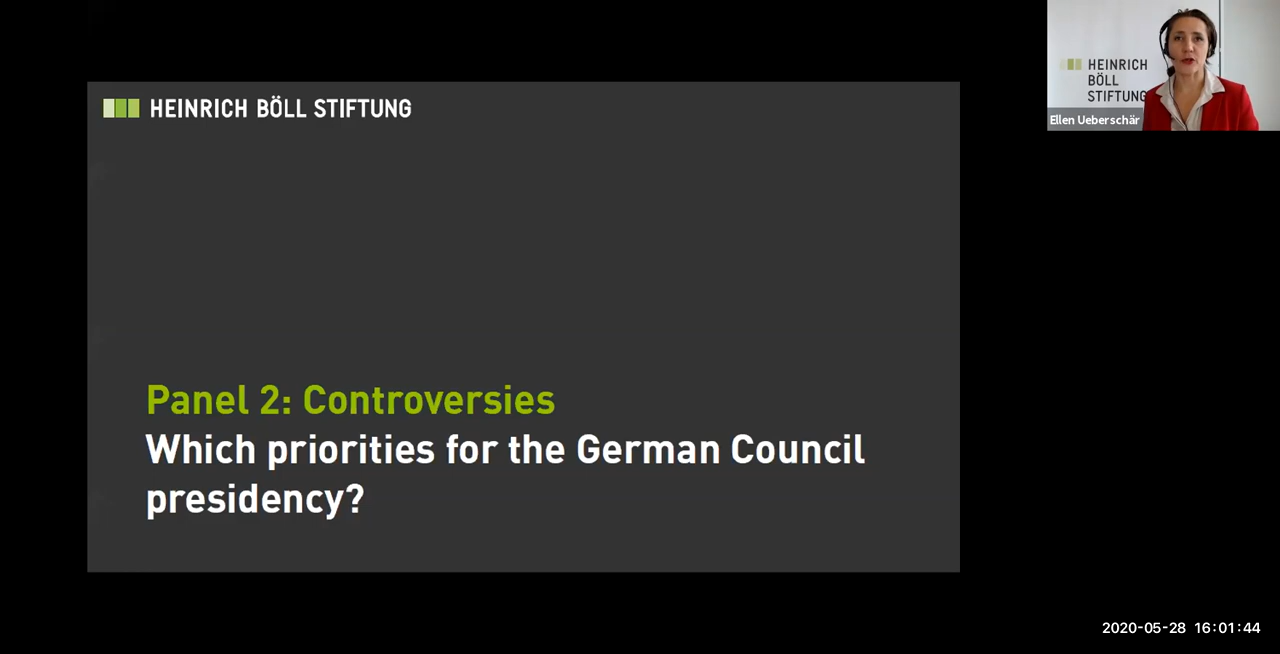 HEINRICH BÖLL STIFTUNG
Panel 2: Controversies
Which priorities for the German Council
presidency?
HEINRICH
BÖLL
STIFTUNG
Ellen Ueberschär
2020-05-28 16:01:44